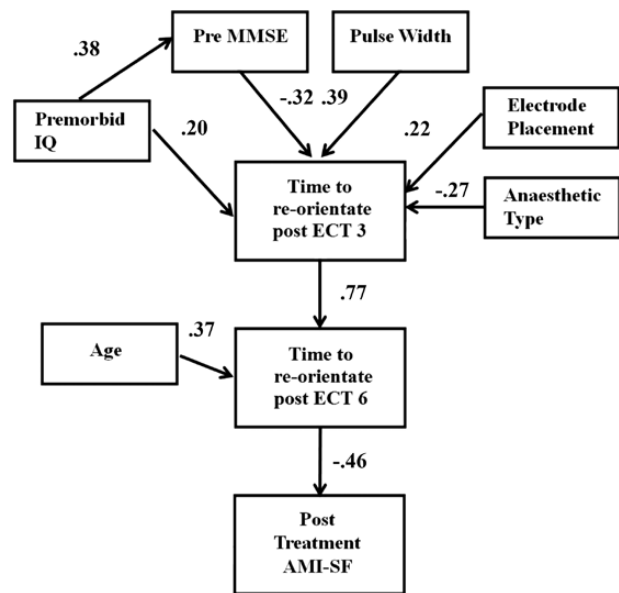 .38
Pre MMSE
Pulse Width
Premorbid
IQ
.20
-.32 .39
.22
Electrode
Placement
Time to
re-orientate
post ECT 3
-.27
Anaesthetic
Type
.77
Age
.37
Time to
re-orientate
post ECT 6
-.46
Post
Treatment
AMI-SF